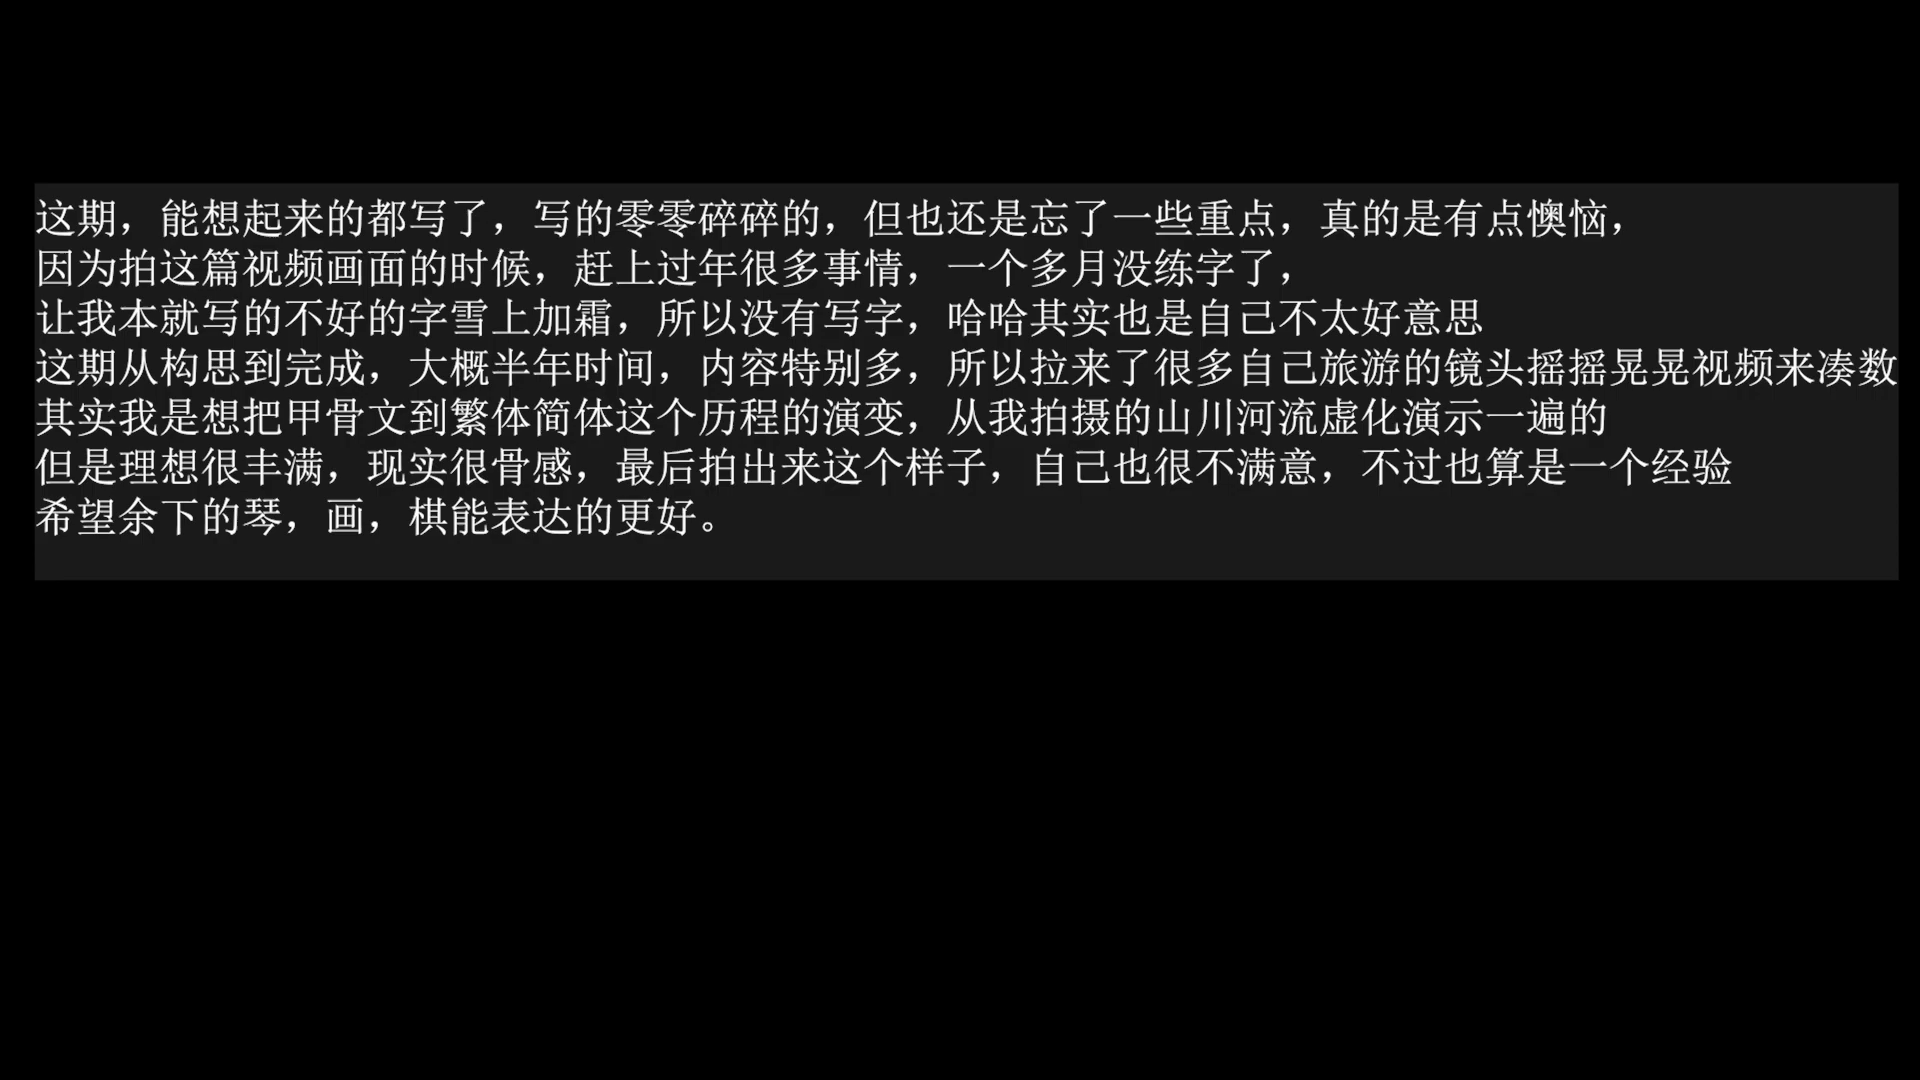 这期，能想起来的都写了，写的零零碎碎的，但也还是忘了一些重点，真的是有点懊恼，
因为拍这篇视频画面的时候，赶上过年很多事情，一个多月没练字了，
让我本就写的不好的字雪上加霜，所以没有写字，哈哈其实也是自己不太好意思
这期从构思到完成，大概半年时间，内容特别多，所以拉来了很多自己旅游的镜头摇摇晃晃视频来凑数
其实我是想把甲骨文到繁体简体这个历程的演变，从我拍摄的山川河流虚化演示一遍的
但是理想很丰满，现实很骨感，最后拍出来这个样子，自己也很不满意，不过也算是一个经验
希望余下的琴，画，棋能表达的更好。